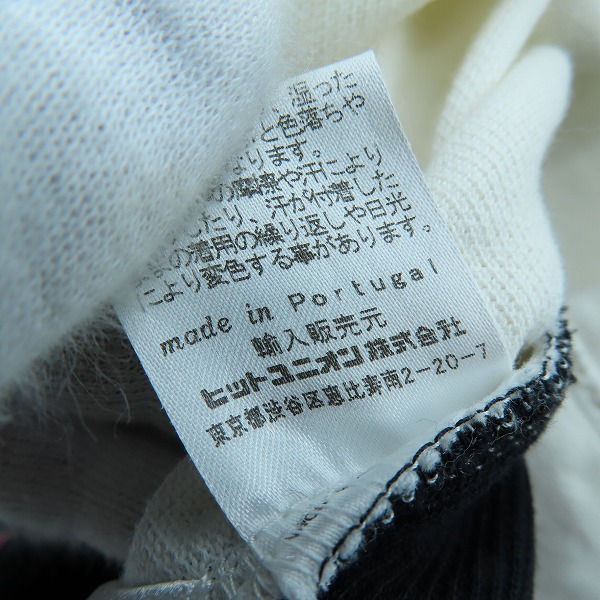 、湿った
と色落ちや
なります。
の摩擦や汗により
したり、汗が付着した
まの着用の繰り返しや日光
により変色する事があります。
made in Portugal
輸入販売元
ヒットユニオン株式会社
東京都渋谷区恵比寿南2-20-7